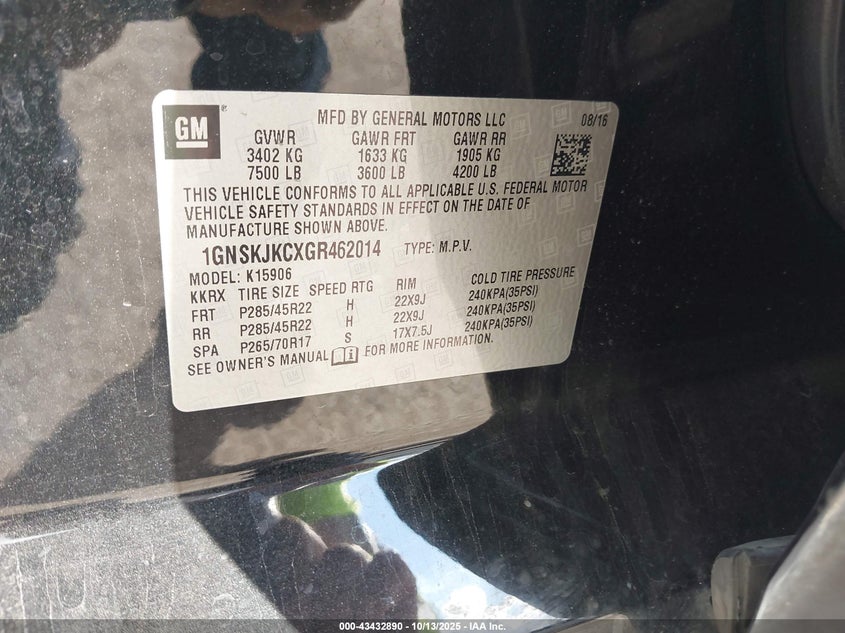 GM
®
MFD BY GENERAL MOTORS LLC 08/16
GVWR GAWR FRT GAWR RR
3402 KG 1633 KG 1905 KG
7500 LB 3600 LB 4200 LB
THIS VEHICLE CONFORMS TO ALL APPLICABLE U.S. FEDERAL MOTOR
VEHICLE SAFETY STANDARDS IN EFFECT ON THE DATE OF
MANUFACTURE SHOWN ABOVE.
1GNSKJKCXGR462014 TYPE: M.P.V.
MODEL: K15906
KKRX TIRE SIZE SPEED RTG RIM COLD TIRE PRESSURE
FRT P285/45R22 H 22X9J 240KPA(35PSI)
RR P285/45R22 H 22X9J 240KPA(35PSI)
SPA P265/70R17 S 17X7.5J 240KPA(35PSI)
SEE OWNER'S MANUAL FOR MORE INFORMATION.
000-43432890 - 10/13/2025 - IAA Inc.